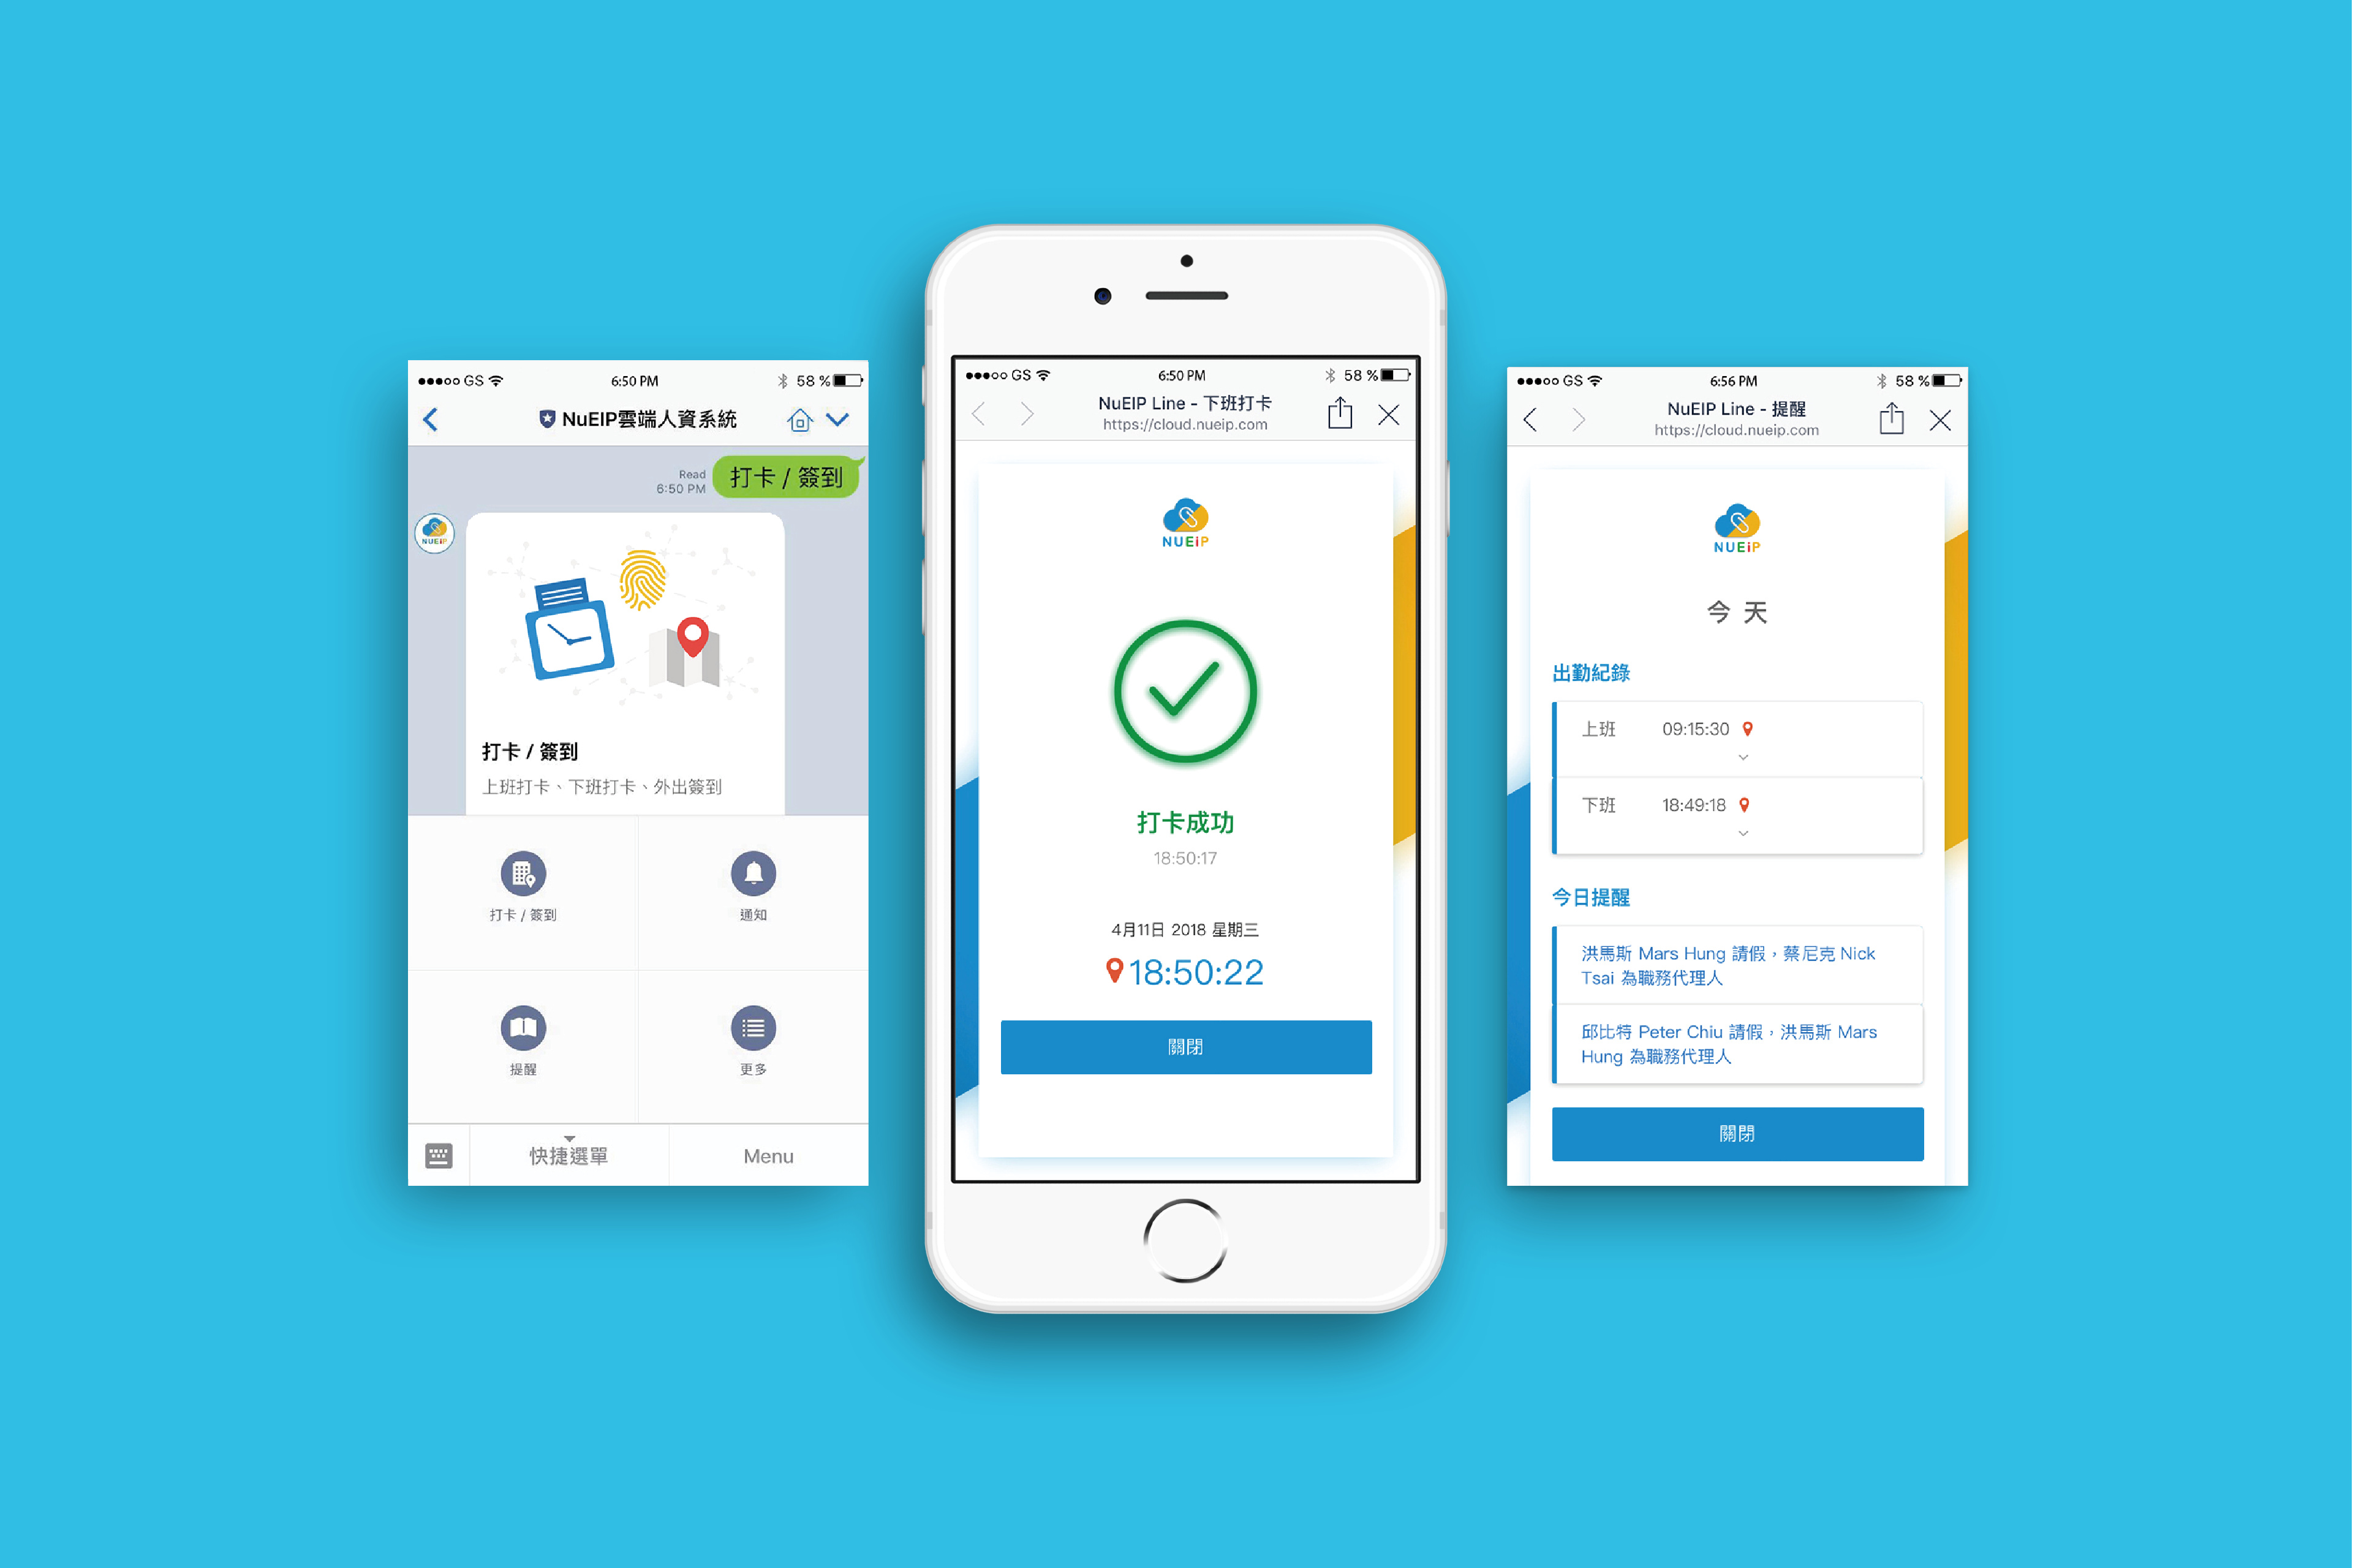 GS 6:50 PM 58 %
NuEIP雲端人資系統
打卡 / 簽到
Read
6:50 PM
NUEiP
打卡 / 簽到
上班打卡、下班打卡、外出簽到
打卡 / 簽到
通知
提醒
更多
快捷選單
Menu
GS 6:50 PM 58 %
NuEIP Line - 下班打卡
https://cloud.nueip.com
NUEiP
打卡成功
18:50:17
4月11日 2018 星期三
18:50:22
關閉
GS 6:56 PM 58 %
NuEIP Line - 提醒
https://cloud.nueip.com
NUEiP
今天
出勤紀錄
上班 09:15:30
下班 18:49:18
今日提醒
洪馬斯 Mars Hung 請假，蔡尼克 Nick
Tsai 為職務代理人
邱比特 Peter Chiu 請假，洪馬斯 Mars
Hung 為職務代理人
關閉